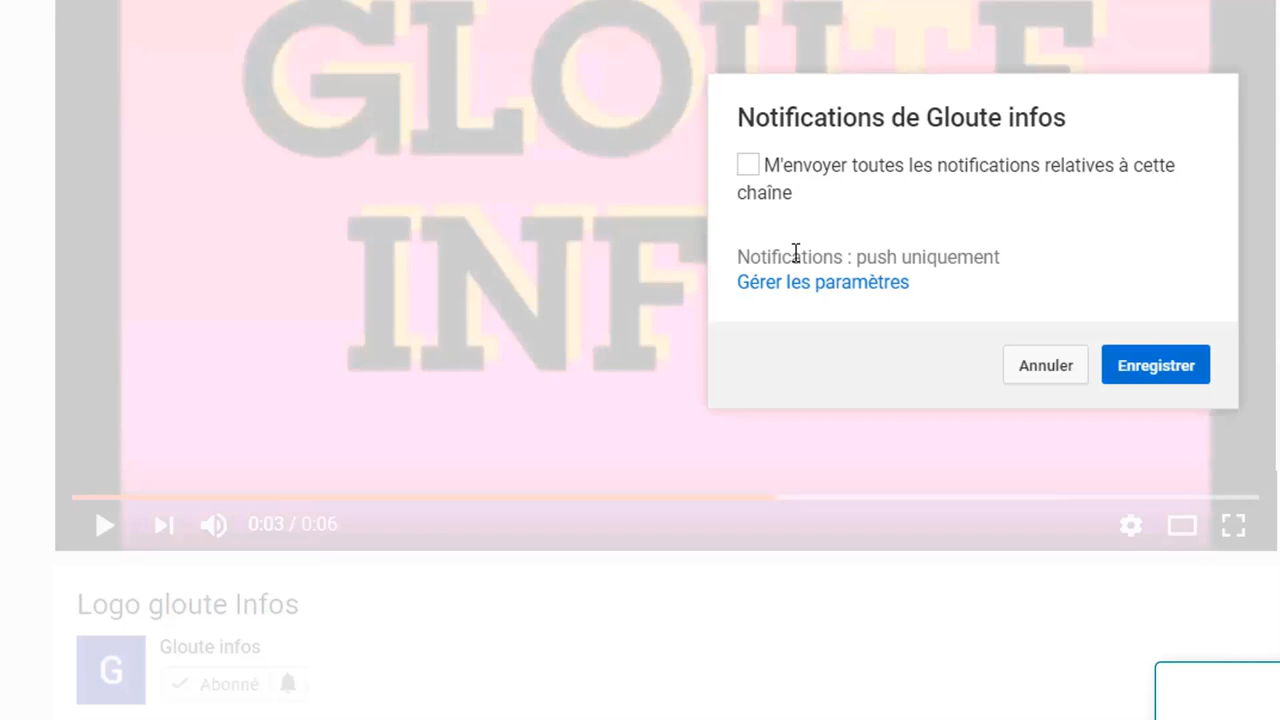 GLOUTE
INF
Notifications de Gloute infos
M'envoyer toutes les notifications relatives à cette
chaîne
Notifications : push uniquement
Gérer les paramètres
Annuler
Enregistrer
0:03 / 0:06
Logo gloute Infos
G
Gloute infos
Abonné